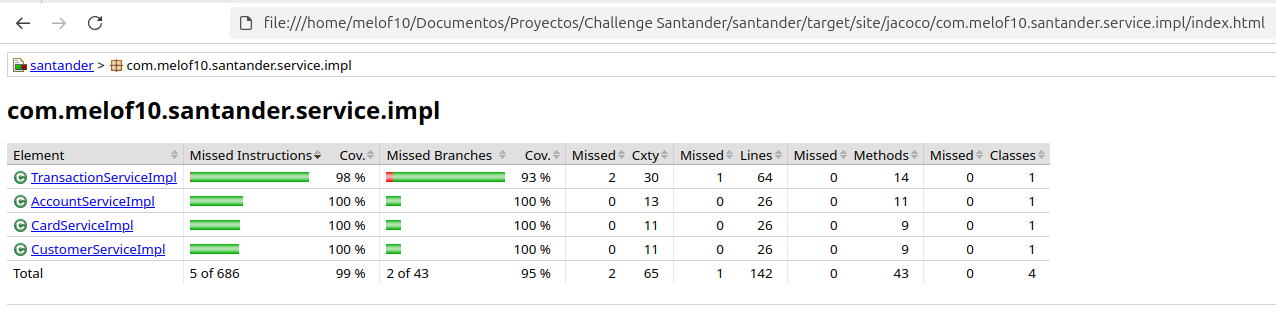 file:///home/melof10/Documentos/Proyectos/Challenge Santander/santander/target/site/jacoco/com.melof10.santander.service.impl/index.html
santander > com.melof10.santander.service.impl
com.melof10.santander.service.impl
Element Missed Instructions Cov. Missed Branches Cov. Missed Cxty Missed Lines Missed Methods Missed Classes
TransactionServiceImpl 98 % 93 % 2 30 1 64 0 14 0 1
AccountServiceImpl 100 % 100 % 0 13 0 26 0 11 0 1
CardServiceImpl 100 % 100 % 0 11 0 26 0 9 0 1
CustomerServiceImpl 100 % 100 % 0 11 0 26 0 9 0 1
Total 5 of 686 99 % 2 of 43 95 % 2 65 1 142 0 43 0 4